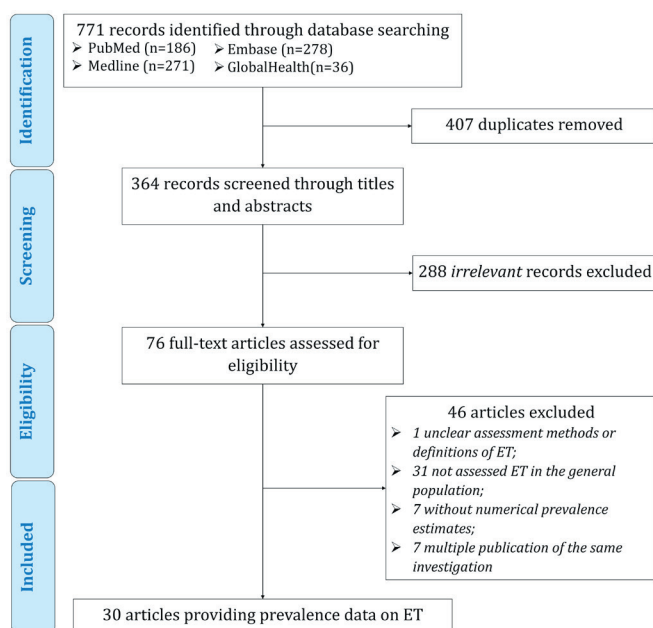 Identification
771 records identified through database searching
➢ PubMed (n=186) ➢ Embase (n=278)
➢ Medline (n=271) ➢ GlobalHealth(n=36)
407 duplicates removed
Screening
364 records screened through titles
and abstracts
288 irrelevant records excluded
Eligibility
76 full-text articles assessed for
eligibility
46 articles excluded
➢ 1 unclear assessment methods or
definitions of ET;
➢ 31 not assessed ET in the general
population;
➢ 7 without numerical prevalence
estimates;
➢ 7 multiple publication of the same
investigation
Included
30 articles providing prevalence data on ET